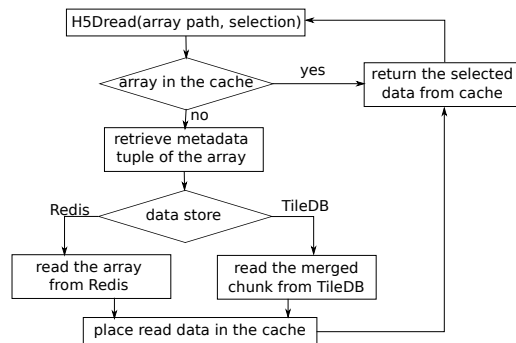 H5Dread(array path, selection)
array in the cache
yes
return the selected
data from cache
no
retrieve metadata
tuple of the array
Redis
data store
TileDB
read the array
from Redis
read the merged
chunk from TileDB
place read data in the cache